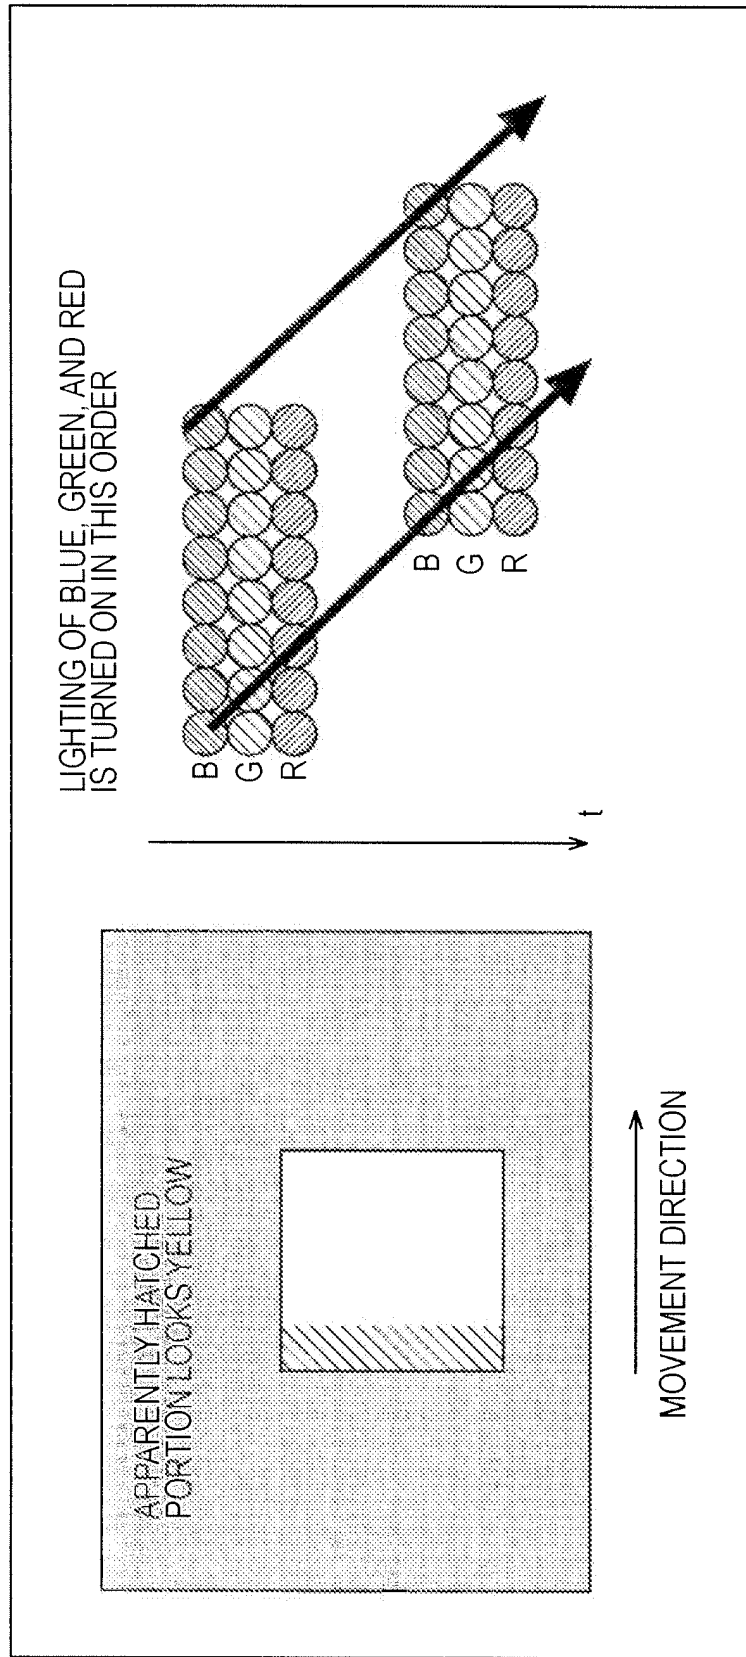 APPARENTLY HATCHED
PORTION LOOKS YELLOW
MOVEMENT DIRECTION
LIGHTING OF BLUE, GREEN, AND RED
IS TURNED ON IN THIS ORDER
B
G
R
t
B
G
R